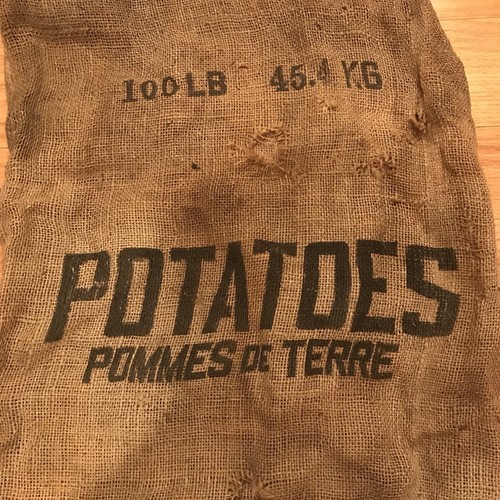 100 LB 45.4 KG
POTATOES
POMMES DE TERRE